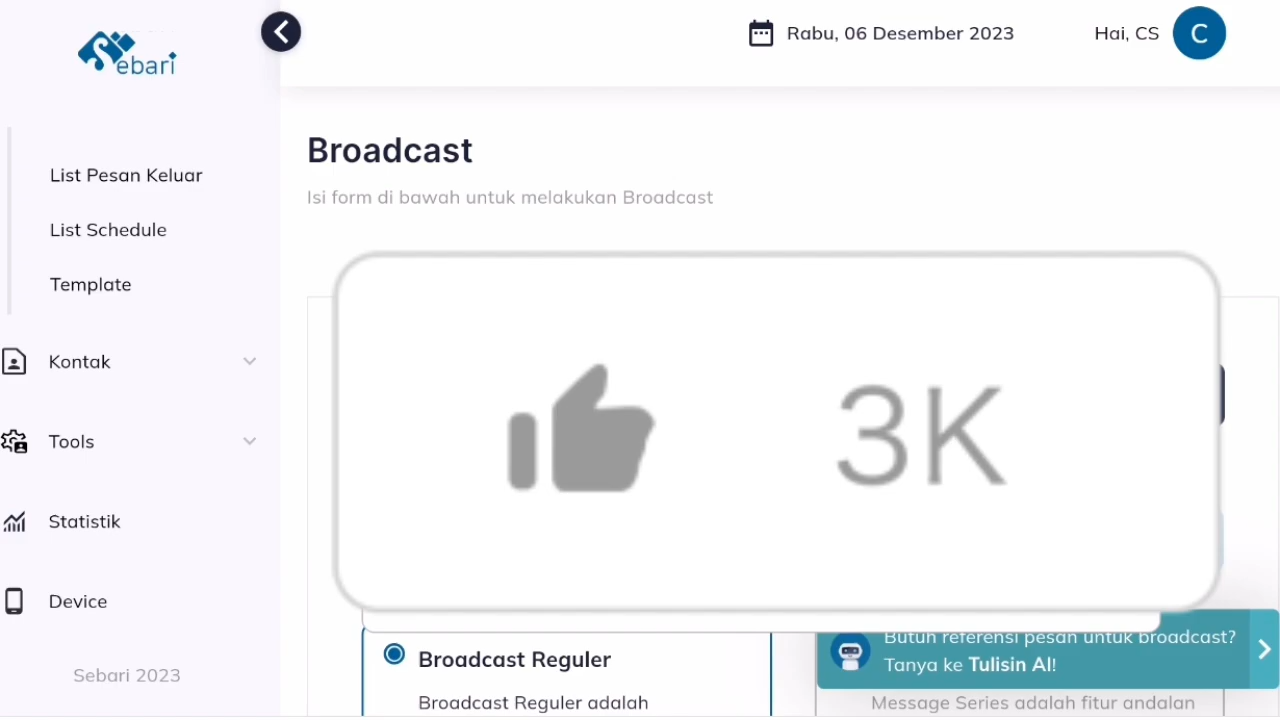 Sebari
Rabu, 06 Desember 2023
Hai, CS
C
List Pesan Keluar
List Schedule
Template
Kontak
Tools
Statistik
Device
Sebari 2023
Broadcast
Isi form di bawah untuk melakukan Broadcast
3K
Broadcast Reguler
Broadcast Reguler adalah
Butuh referensi pesan untuk broadcast?
Tanya ke Tulisin AI!
Message Series adalah fitur andalan